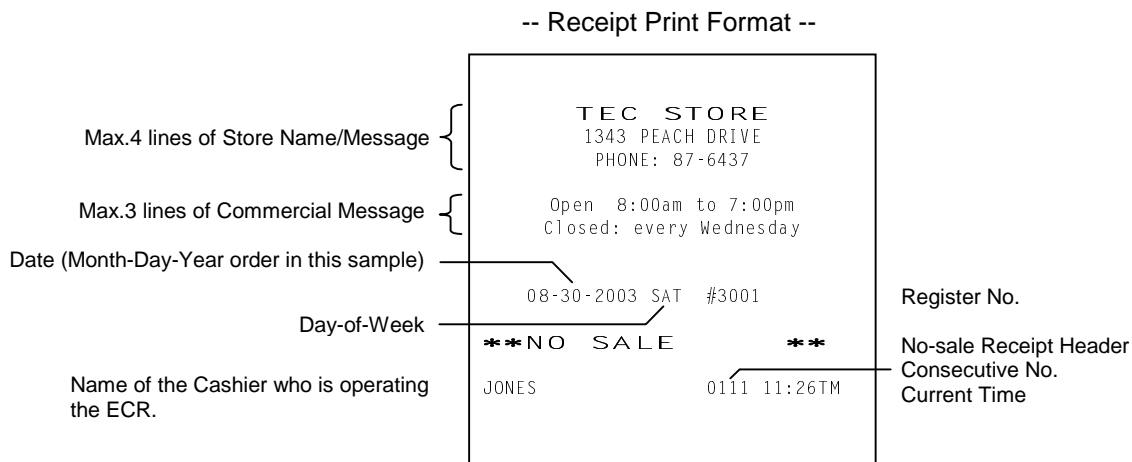 -- Receipt Print Format --
TEC STORE
Max.4 lines of Store Name/Message
1343 PEACH DRIVE
PHONE: 87-6437
Max.3 lines of Commercial Message
Open 8:00am to 7:00pm
Closed: every Wednesday
Date (Month-Day-Year order in this sample)
08-30-2003 SAT #3001
Register No.
Day-of-Week
**NO SALE **
No-sale Receipt Header
Name of the Cashier who is operating
the ECR.
JONES 0111 11:26TM
Consecutive No.
Current Time